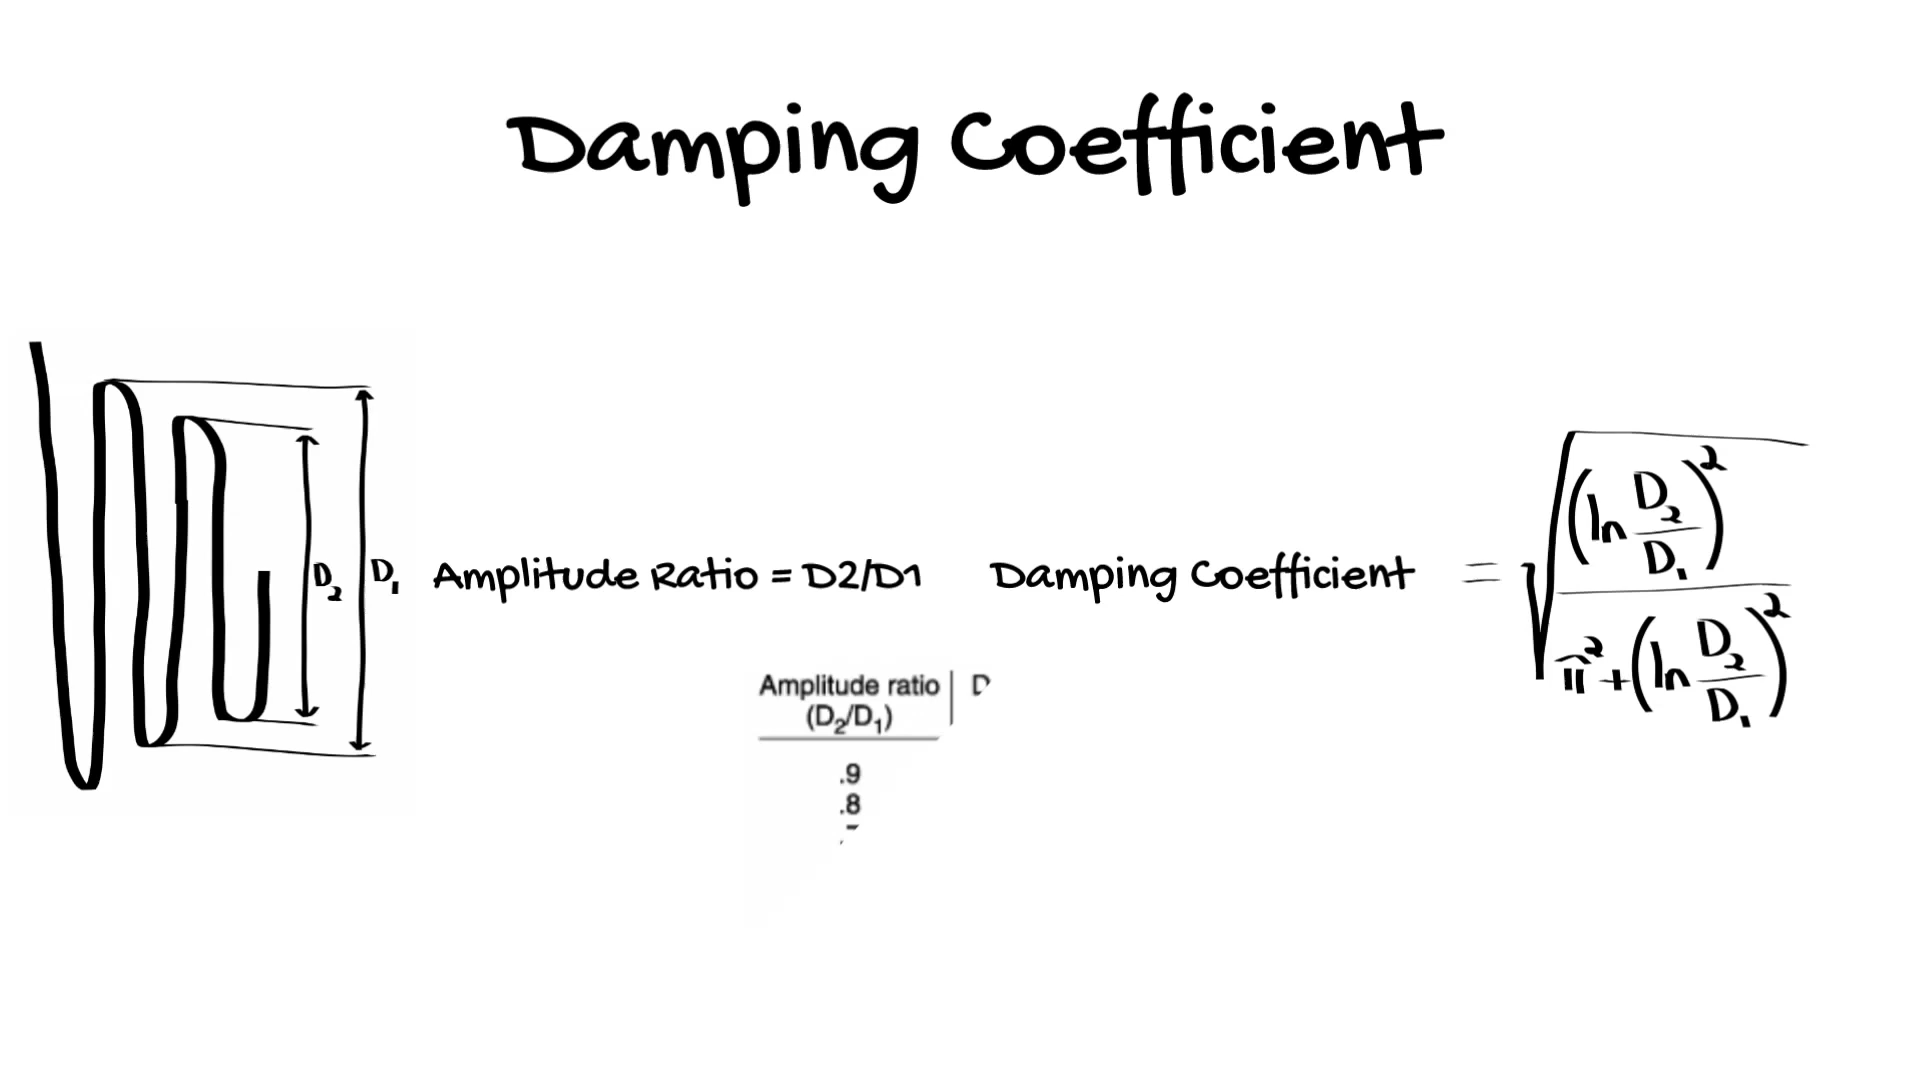 Damping Coefficient
D₂ D₁ Amplitude Ratio = D2/D1 Damping Coefficient = √((ln D₂/D₁)² / (π² + (ln D₂/D₁)²))
Amplitude ratio | D
(D₂/D₁)
.9
.8